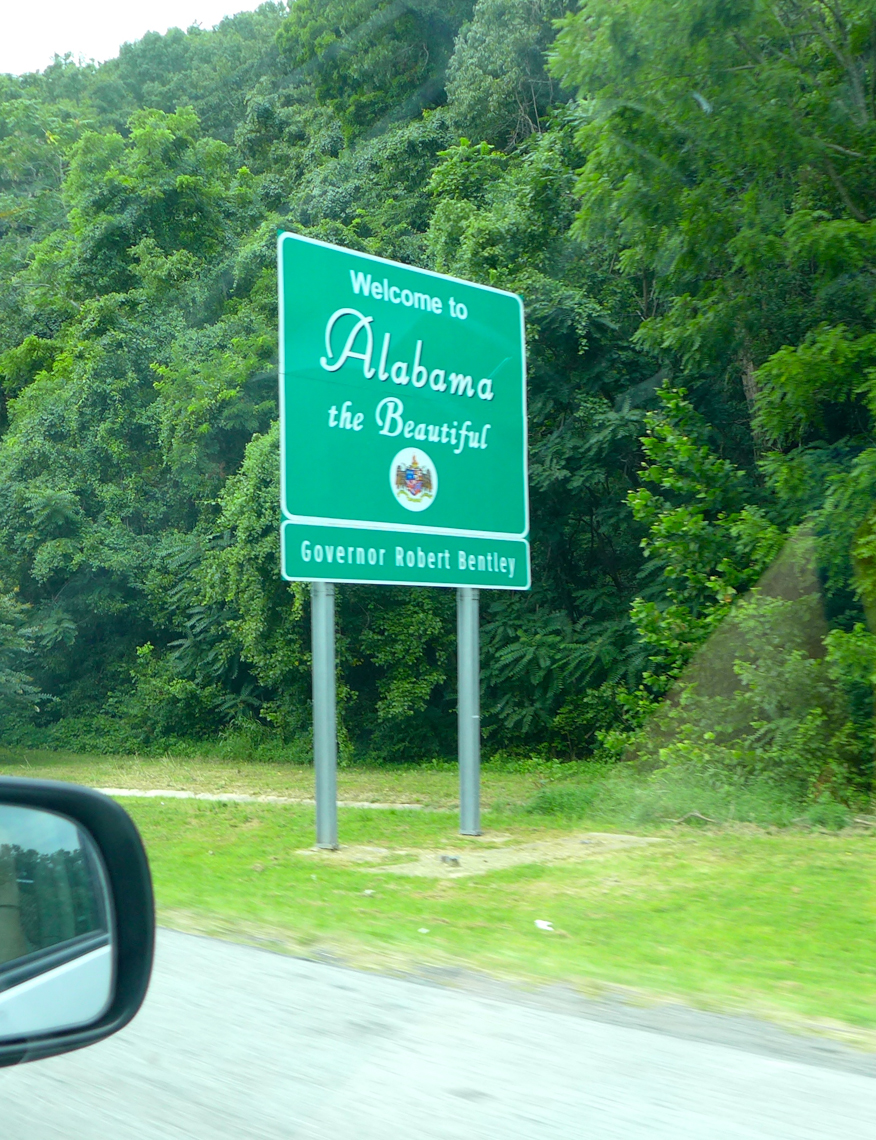 Welcome to
Alabama
the Beautiful
Governor Robert Bentley